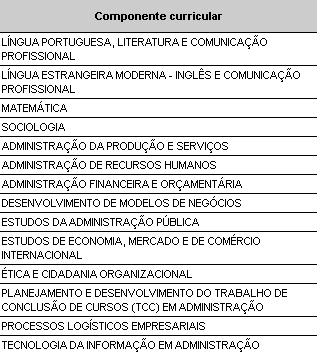 Componente curricular
LÍNGUA PORTUGUESA, LITERATURA E COMUNICAÇÃO
PROFISSIONAL
LÍNGUA ESTRANGEIRA MODERNA - INGLÊS E COMUNICAÇÃO
PROFISSIONAL
MATEMÁTICA
SOCIOLOGIA
ADMINISTRAÇÃO DA PRODUÇÃO E SERVIÇOS
ADMINISTRAÇÃO DE RECURSOS HUMANOS
ADMINISTRAÇÃO FINANCEIRA E ORÇAMENTÁRIA
DESENVOLVIMENTO DE MODELOS DE NEGÓCIOS
ESTUDOS DA ADMINISTRAÇÃO PÚBLICA
ESTUDOS DE ECONOMIA, MERCADO E DE COMÉRCIO
INTERNACIONAL
ÉTICA E CIDADANIA ORGANIZACIONAL
PLANEJAMENTO E DESENVOLVIMENTO DO TRABALHO DE
CONCLUSÃO DE CURSOS (TCC) EM ADMINISTRAÇÃO
PROCESSOS LOGÍSTICOS EMPRESARIAIS
TECNOLOGIA DA INFORMAÇÃO EM ADMINISTRAÇÃO